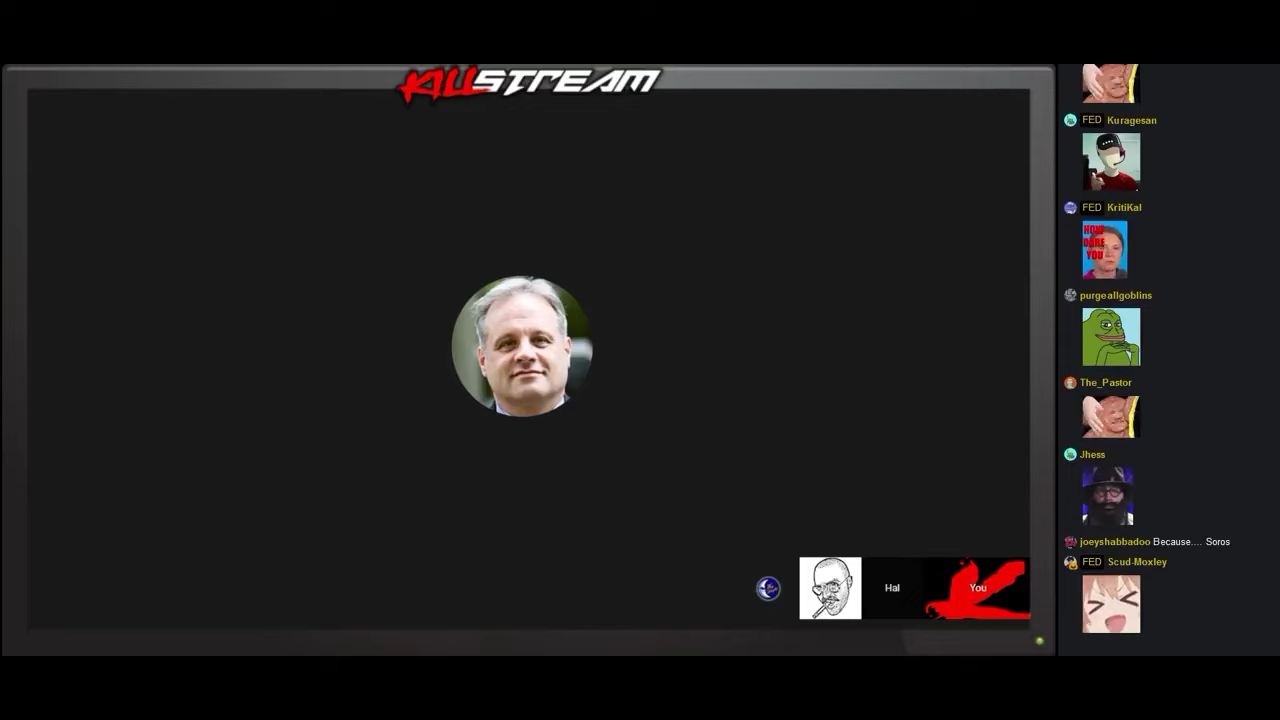 KILLSTREAM
FED Kuragesan
FED KritiKal
HOW
DARE
YOU
purgeallgoblins
The_Pastor
Jhess
joeyshabbadoo Because.... Soros
FED Scud-Moxley
Hal
You